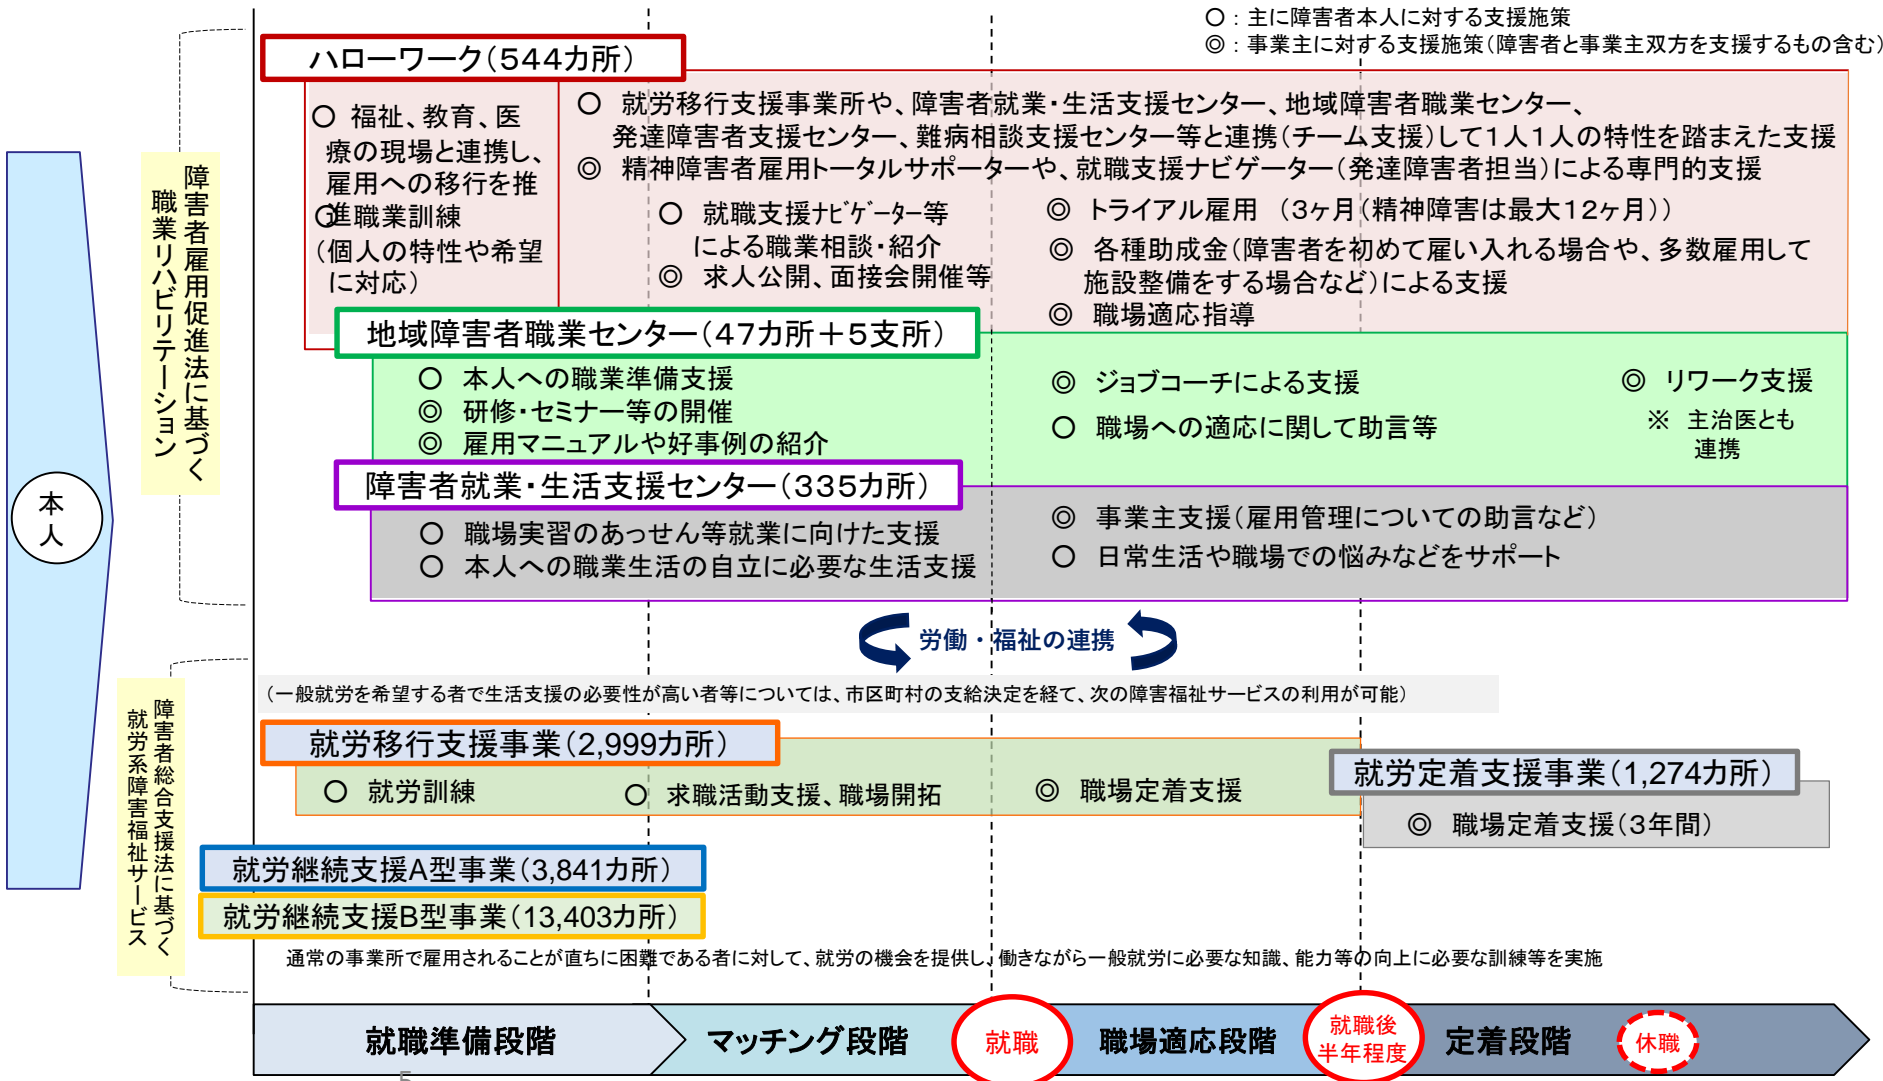 ○：主に障害者本人に対する支援施策
◎：事業主に対する支援施策（障害者と事業主双方を支援するもの含む）
本人
障害者雇用促進法に基づく
職業リハビリテーション
ハローワーク（５４４カ所）
○ 福祉、教育、医
療の現場と連携し、
雇用への移行を推
進
○ 職業訓練
（個人の特性や希望
に対応）
○ 就労移行支援事業所や、障害者就業・生活支援センター、地域障害者職業センター、
発達障害者支援センター、難病相談支援センター等と連携（チーム支援）して１人１人の特性を踏まえた支援
◎ 精神障害者雇用トータルサポーターや、就職支援ナビゲーター（発達障害者担当）による専門的支援
○ 就職支援ﾅﾋﾞｹﾞｰﾀｰ等
による職業相談・紹介
◎ 求人公開、面接会開催等
◎ トライアル雇用 （３ヶ月（精神障害は最大１２ヶ月））
◎ 各種助成金（障害者を初めて雇い入れる場合や、多数雇用して
施設整備をする場合など）による支援
◎ 職場適応指導
地域障害者職業センター（４７カ所＋５支所）
○ 本人への職業準備支援
◎ 研修・セミナー等の開催
◎ 雇用マニュアルや好事例の紹介
◎ ジョブコーチによる支援
○ 職場への適応に関して助言等
◎ リワーク支援
※ 主治医とも
連携
障害者就業・生活支援センター（３３５カ所）
○ 職場実習のあっせん等就業に向けた支援
○ 本人への職業生活の自立に必要な生活支援
◎ 事業主支援（雇用管理についての助言など）
○ 日常生活や職場での悩みなどをサポート
労働・福祉の連携
障害者総合支援法に基づく
就労系障害福祉サービス
（一般就労を希望する者で生活支援の必要性が高い者等については、市区町村の支給決定を経て、次の障害福祉サービスの利用が可能）
就労移行支援事業（2,999カ所）
○ 就労訓練
○ 求職活動支援、職場開拓
◎ 職場定着支援
就労定着支援事業（1,274カ所）
◎ 職場定着支援（３年間）
就労継続支援A型事業（3,841カ所）
就労継続支援B型事業（13,403カ所）
通常の事業所で雇用されることが直ちに困難である者に対して、就労の機会を提供し、働きながら一般就労に必要な知識、能力等の向上に必要な訓練等を実施
就職準備段階
マッチング段階
就職
職場適応段階
就職後
半年程度
定着段階
休職